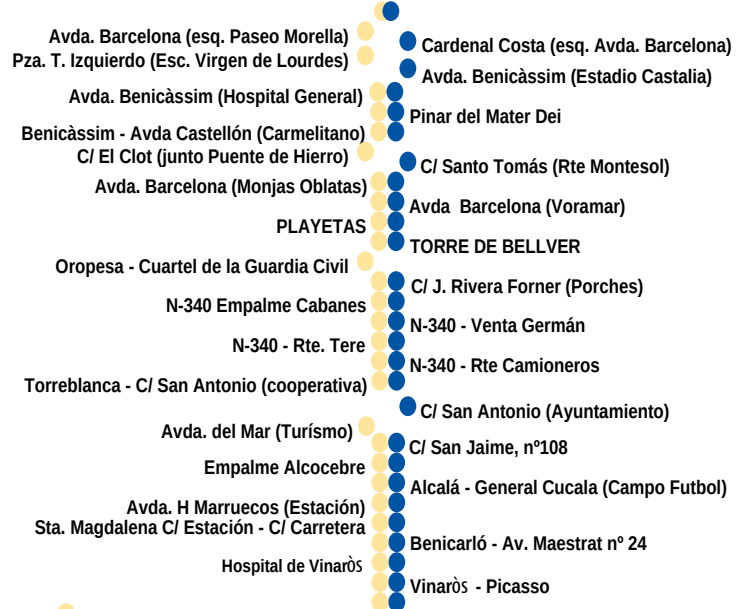 Avda. Barcelona (esq. Paseo Morella)
Cardenal Costa (esq. Avda. Barcelona)
Pza. T. Izquierdo (Esc. Virgen de Lourdes)
Avda. Benicàssim (Estadio Castalia)
Avda. Benicàssim (Hospital General)
Pinar del Mater Dei
Benicàssim - Avda Castellón (Carmelitano)
C/ El Clot (junto Puente de Hierro)
C/ Santo Tomás (Rte Montesol)
Avda. Barcelona (Monjas Oblatas)
Avda Barcelona (Voramar)
PLAYETAS
TORRE DE BELLVER
Oropesa - Cuartel de la Guardia Civil
C/ J. Rivera Forner (Porches)
N-340 Empalme Cabanes
N-340 - Venta Germán
N-340 - Rte. Tere
N-340 - Rte Camioneros
Torreblanca - C/ San Antonio (cooperativa)
C/ San Antonio (Ayuntamiento)
Avda. del Mar (Turísmo)
C/ San Jaime, nº108
Empalme Alcocebre
Alcalá - General Cucala (Campo Futbol)
Avda. H Marruecos (Estación)
Sta. Magdalena C/ Estación - C/ Carretera
Benicarló - Av. Maestrat nº 24
Hospital de Vinaròs
Vinaròs - Picasso